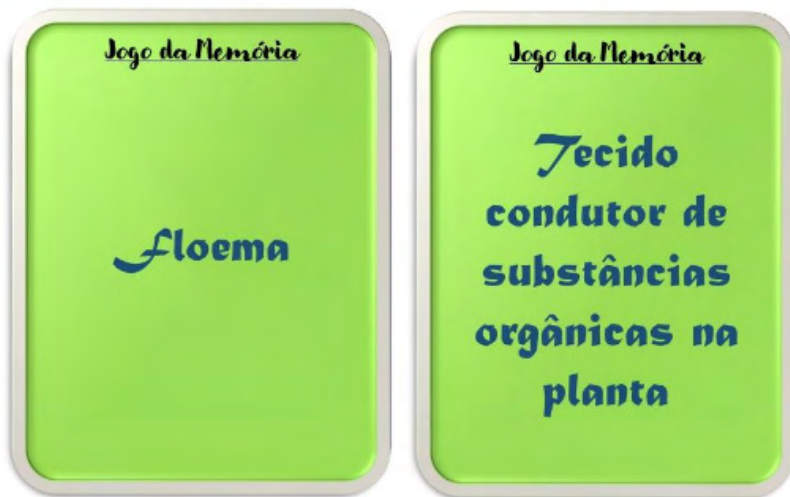 Jogo da Memória
Floema
Jogo da Memória
Tecido
condutor de
substâncias
orgânicas na
planta